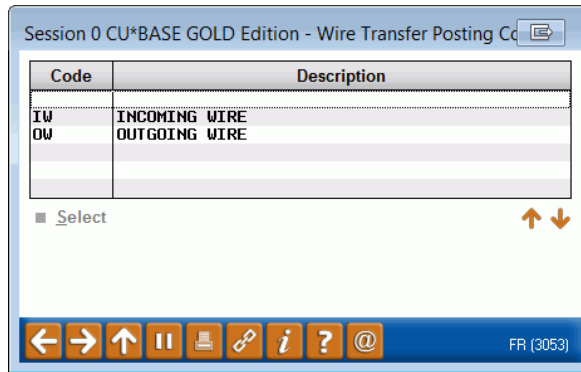 Session 0 CU*BASE GOLD Edition - Wire Transfer Posting Cc
Code Description
IW INCOMING WIRE
OW OUTGOING WIRE
Select
i ? @
FR (3053)